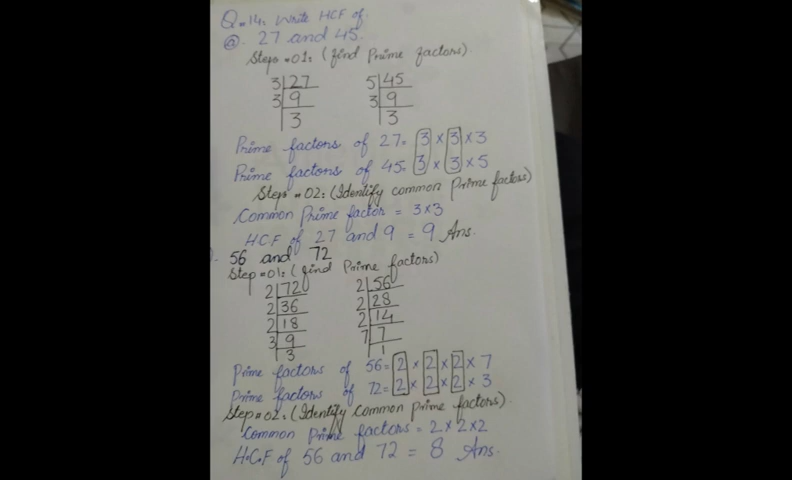 Q.14: Write HCF of.
@. 27 and 45.
Step #01: (find Prime factors).
3 27 5 45
3 9 3 9
3 3
Prime factors of 27= 3 × 3 × 3
Prime factors of 45= 3 × 3 × 5
Step #02: (Identify common Prime factors)
Common Prime factor = 3×3
H.C.F of 27 and 9 = 9 Ans.
56 and 72
Step #01: (find Prime factors)
2 72 2 56
2 36 2 28
2 18 2 14
3 9 7 7
3 1
Prime factors of 56= 2 × 2 × 2 × 7
Prime factors of 72= 2 × 2 × 2 × 3
Step #02: (Identify common Prime factors).
Common Prime factors = 2×2×2
H.C.F of 56 and 72 = 8 Ans.